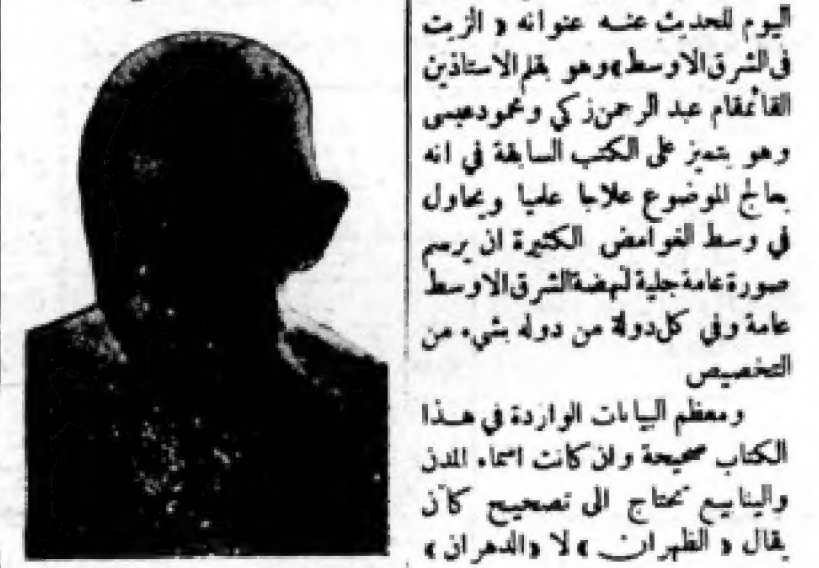 اليوم للحديث عنه عنوانه « الزيت
فى الشرق الاوسط » وهو بقلم الاستاذين
القائمقام عبد الرحمن زكي ومحمود عيسى
وهو يتميز على الكتب السابقة في انه
يعالج الموضوع علاجا علميا ويحاول
في وسط الغوامض الكثيرة ان يرسم
صورة عامة جلية لنهضة الشرق الاوسط
عامة وفي كل دولة من دوله بشيء من
التخصيص
ومعظم البيانات الواردة في هـذا
الكتاب صحيحة وان كانت اسماء المدن
والينابيع تحتاج الى تصحيح كأن
يقال « الظهران » لا « الدهران »